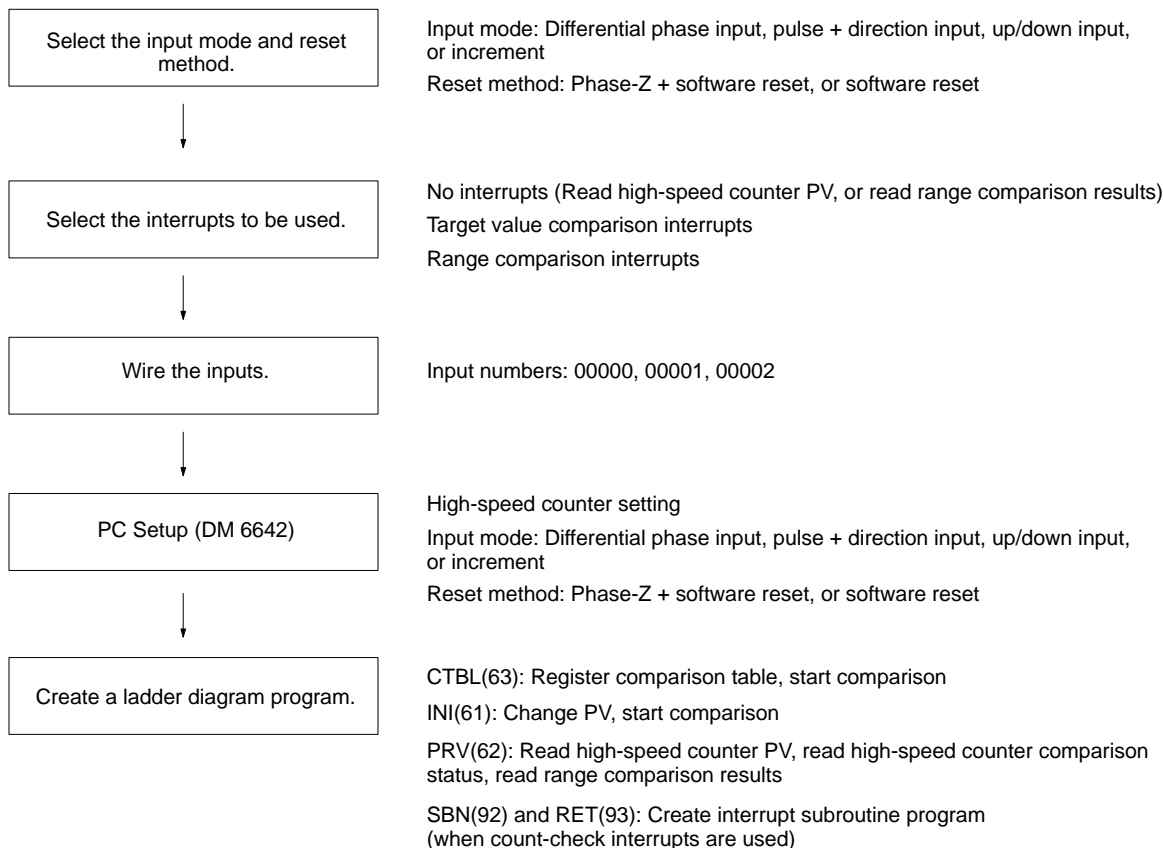 Select the input mode and reset
method.
Input mode: Differential phase input, pulse + direction input, up/down input,
or increment
Reset method: Phase-Z + software reset, or software reset
Select the interrupts to be used.
No interrupts (Read high-speed counter PV, or read range comparison results)
Target value comparison interrupts
Range comparison interrupts
Wire the inputs.
Input numbers: 00000, 00001, 00002
PC Setup (DM 6642)
High-speed counter setting
Input mode: Differential phase input, pulse + direction input, up/down input,
or increment
Reset method: Phase-Z + software reset, or software reset
Create a ladder diagram program.
CTBL(63): Register comparison table, start comparison
INI(61): Change PV, start comparison
PRV(62): Read high-speed counter PV, read high-speed counter comparison
status, read range comparison results
SBN(92) and RET(93): Create interrupt subroutine program
(when count-check interrupts are used)